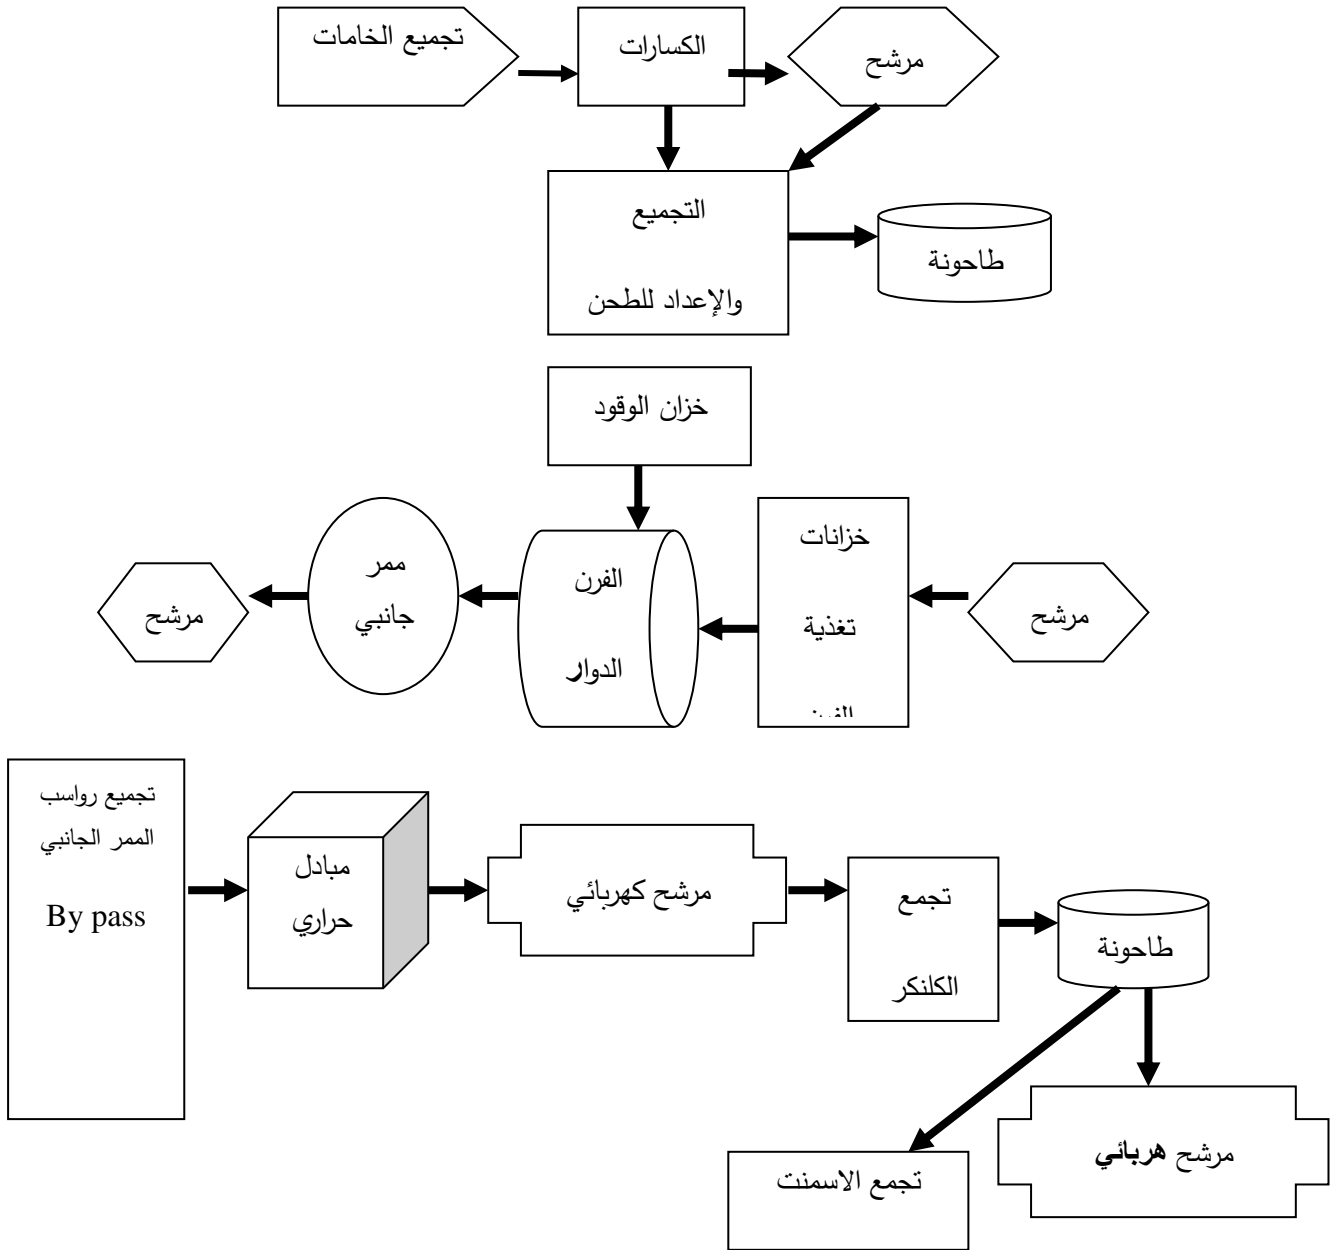 تجميع الخامات
الكسارات
مرشح
التجميع
والإعداد للطحن
طاحونة
خزان الوقود
خزانات
تغذية
الفرن
مرشح
الفرن
الدوار
ممر
جانبي
مرشح
تجميع رواسب
الممر الجانبي
By pass
مبادل
حراري
مرشح كهربائي
تجمع
الكلنكر
طاحونة
مرشح هربائي
تجمع الاسمنت